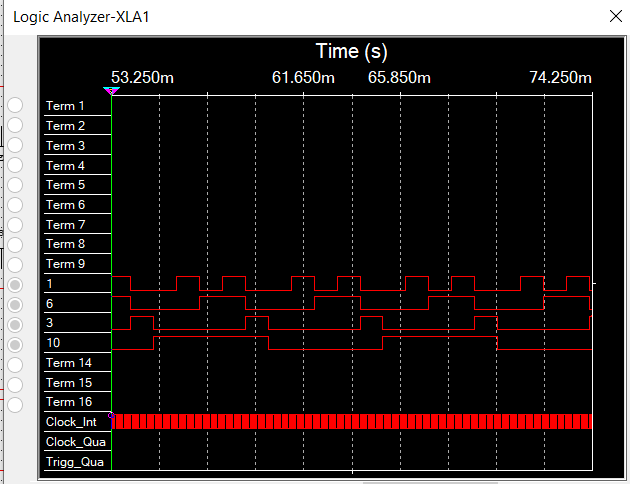 Logic Analyzer-XLA1
Time (s)
53.250m 61.650m 65.850m 74.250m
Term 1
Term 2
Term 3
Term 4
Term 5
Term 6
Term 7
Term 8
Term 9
1
6
3
10
Term 14
Term 15
Term 16
Clock_Int
Clock_Qua
Trigg_Qua